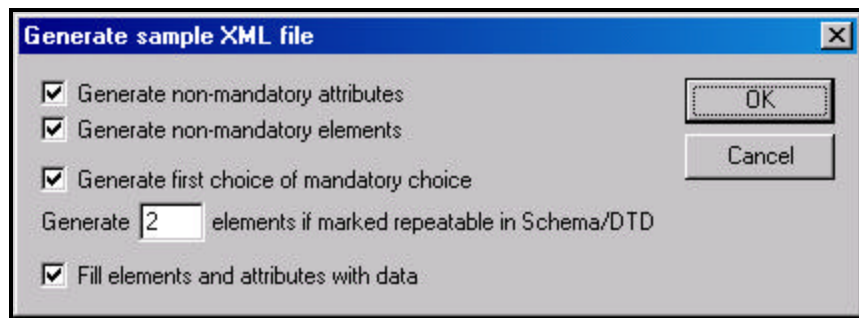 Generate sample XML file
Generate non-mandatory attributes
OK
Generate non-mandatory elements
Cancel
Generate first choice of mandatory choice
Generate 2 elements if marked repeatable in Schema/DTD
Fill elements and attributes with data